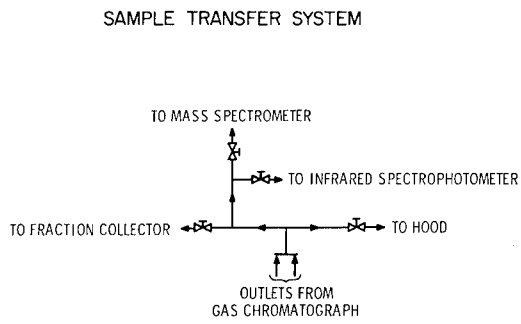 SAMPLE TRANSFER SYSTEM
TO MASS SPECTROMETER
TO INFRARED SPECTROPHOTOMETER
TO FRACTION COLLECTOR
TO HOOD
OUTLETS FROM
GAS CHROMATOGRAPH